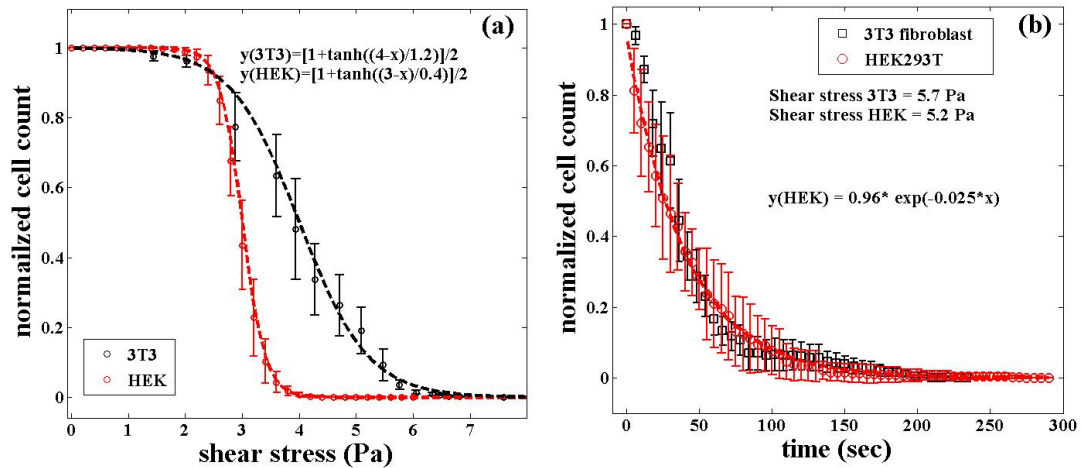 (a)
y(3T3)=[1+tanh((4-x)/1.2)]/2
y(HEK)=[1+tanh((3-x)/0.4)]/2
normailzed cell count
1
0.8
0.6
0.4
0.2
0
3T3
HEK
0 1 2 3 4 5 6 7
shear stress (Pa)
(b)
3T3 fibroblast
HEK293T
Shear stress 3T3 = 5.7 Pa
Shear stress HEK = 5.2 Pa
y(HEK) = 0.96* exp(-0.025*x)
normalized cell count
1
0.8
0.6
0.4
0.2
0
0 50 100 150 200 250 300
time (sec)